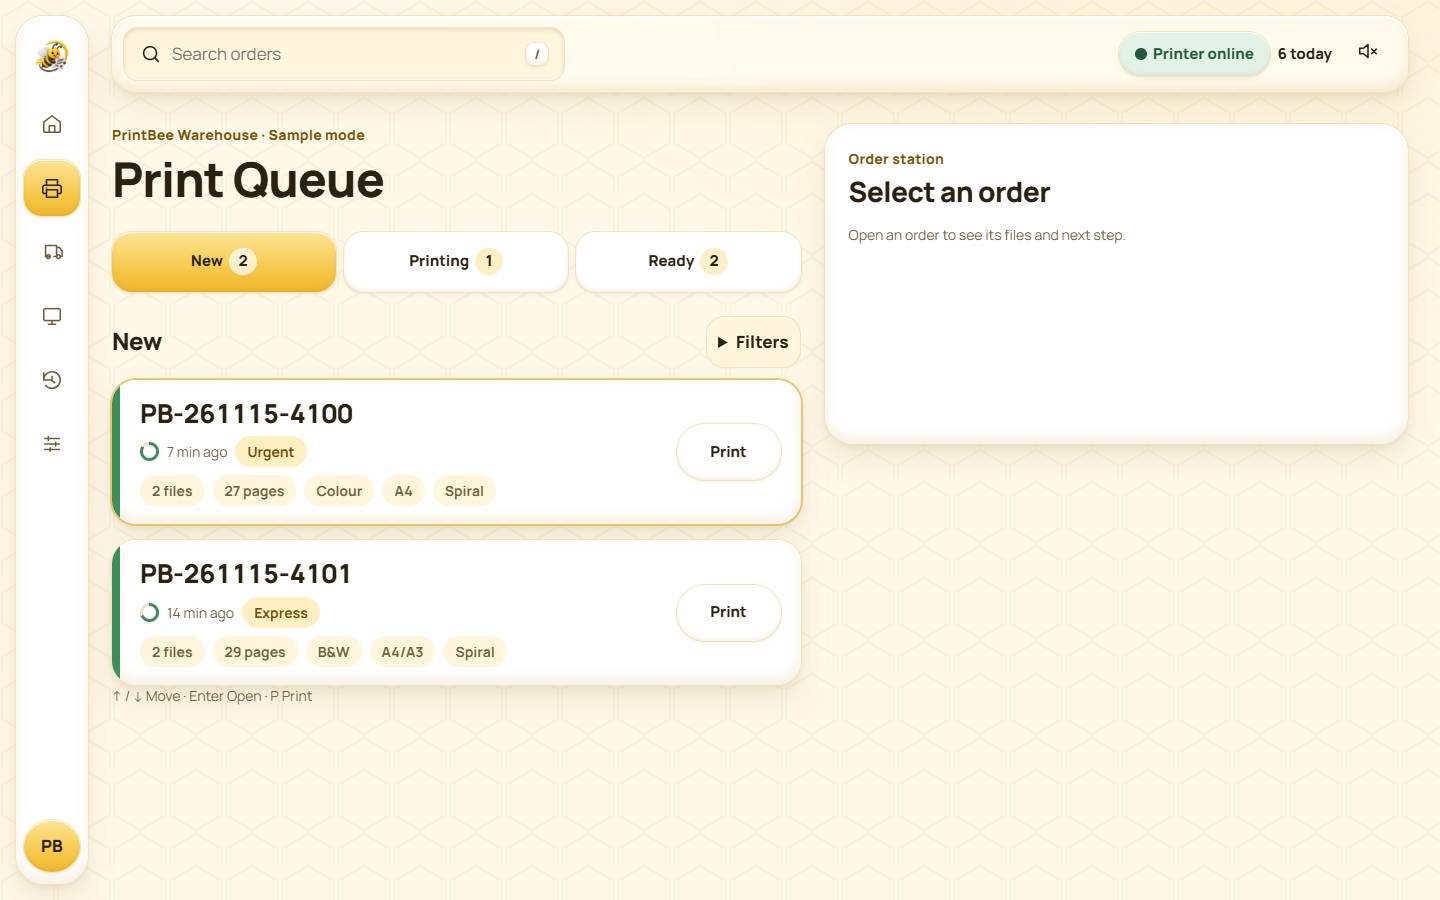 Search orders
/
Printer online
6 today
PrintBee Warehouse · Sample mode
Print Queue
New 2
Printing 1
Ready 2
New
Filters
PB-261115-4100
7 min ago Urgent
2 files 27 pages Colour A4 Spiral
Print
PB-261115-4101
14 min ago Express
2 files 29 pages B&W A4/A3 Spiral
Print
↑ / ↓ Move · Enter Open · P Print
Order station
Select an order
Open an order to see its files and next step.
PB